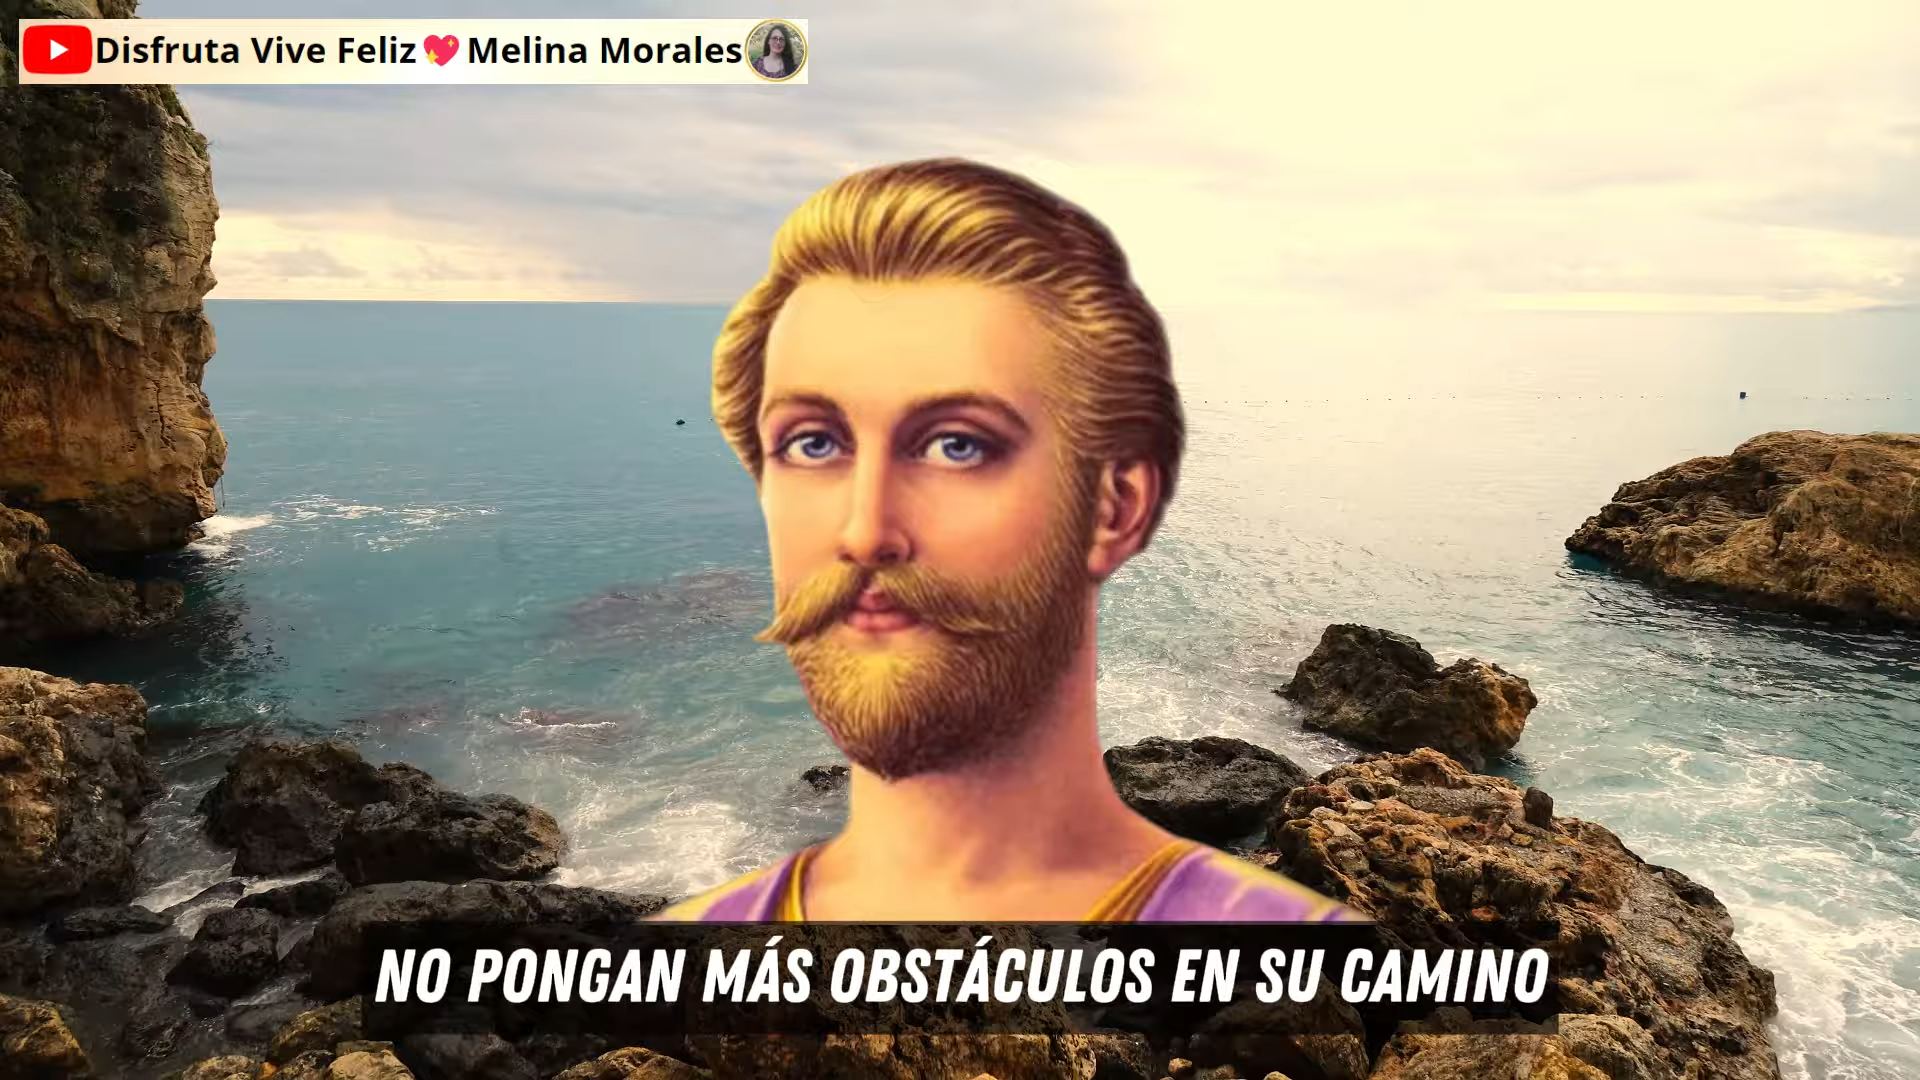 Disfruta Vive Feliz💖Melina Morales
NO PONGAN MÁS OBSTÁCULOS EN SU CAMINO